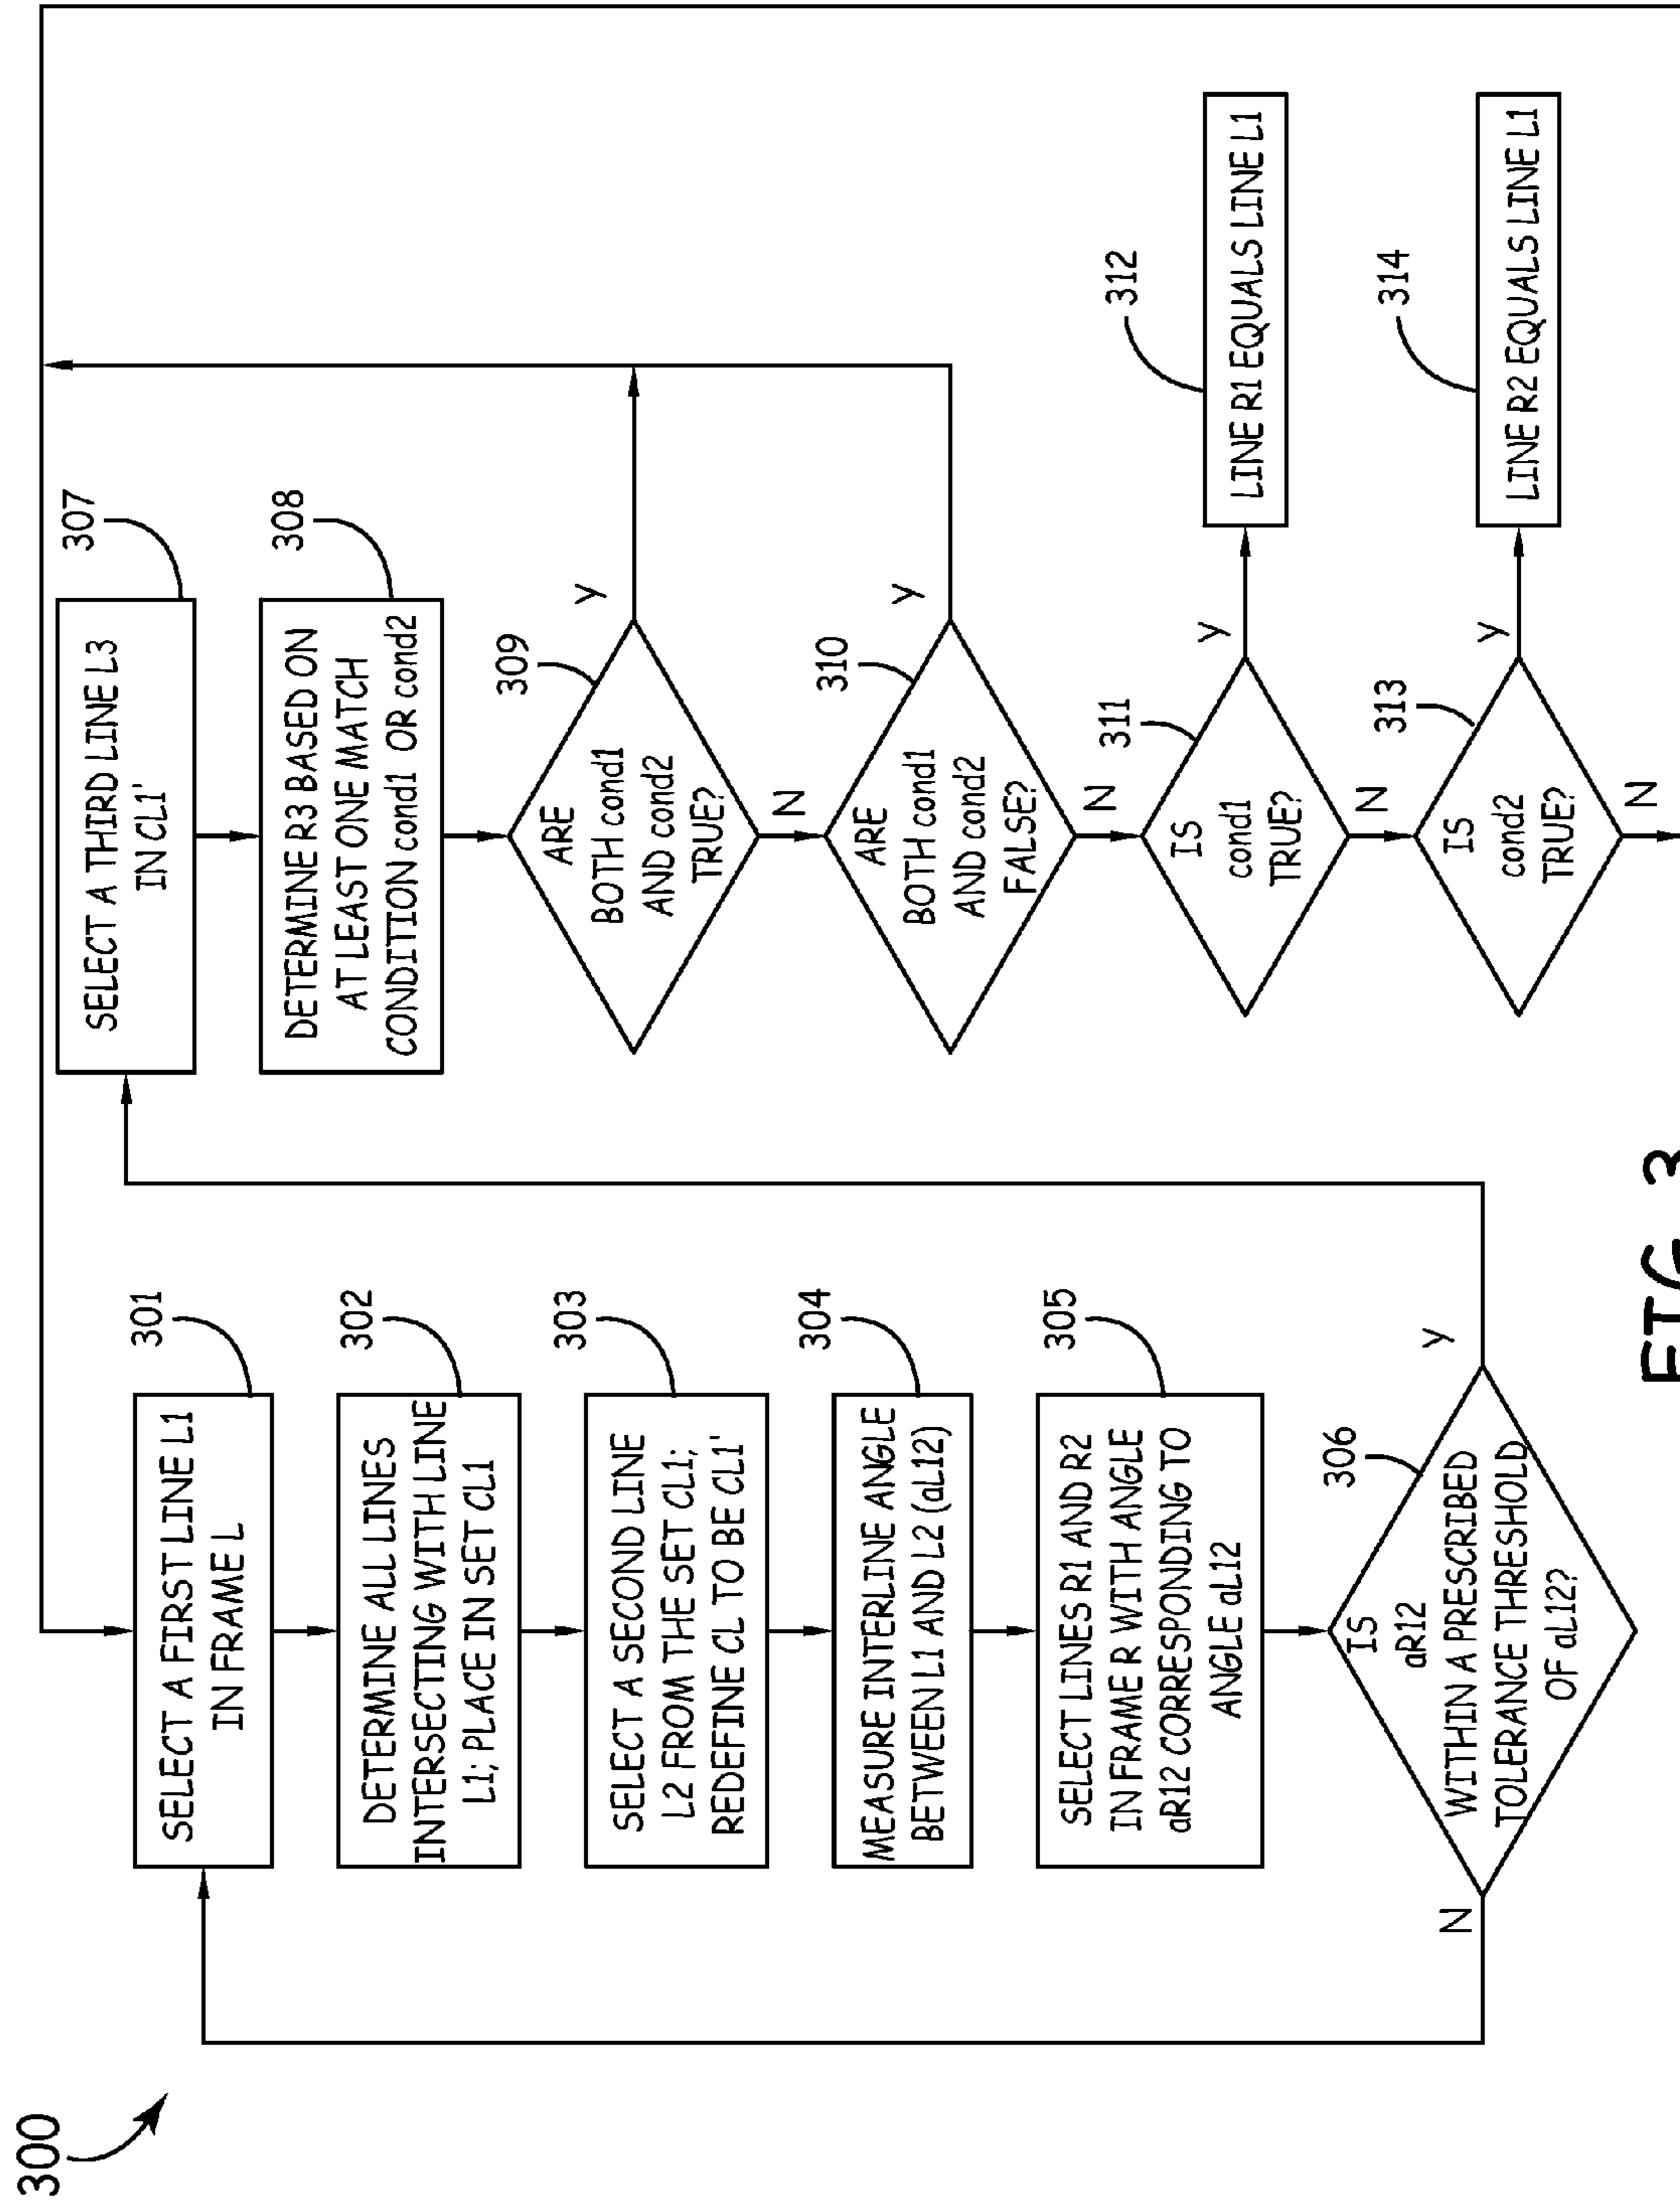 300
301
SELECT A FIRST LINE L1
IN FRAME L
302
DETERMINE ALL LINES
INTERSECTING WITH LINE
L1; PLACE IN SET CL1
303
SELECT A SECOND LINE
L2 FROM THE SET CL1;
REDEFINE CL TO BE CL1'
304
MEASURE INTERLINE ANGLE
BETWEEN L1 AND L2 (aL12)
305
SELECT LINES R1 AND R2
IN FRAME R WITH ANGLE
aR12 CORRESPONDING TO
ANGLE aL12
306
IS
aR12
WITHIN A PRESCRIBED
TOLERANCE THRESHOLD
OF aL12?
N
Y
307
SELECT A THIRD LINE L3
IN CL1'
308
DETERMINE R3 BASED ON
AT LEAST ONE MATCH
CONDITION cond1 OR cond2
309
ARE
BOTH cond1
AND cond2
TRUE?
Y
N
310
ARE
BOTH cond1
AND cond2
FALSE?
Y
N
311
IS
cond1
TRUE?
Y
N
312
LINE R1 EQUALS LINE L1
313
IS
cond2
TRUE?
Y
N
314
LINE R2 EQUALS LINE L1
FIG 3